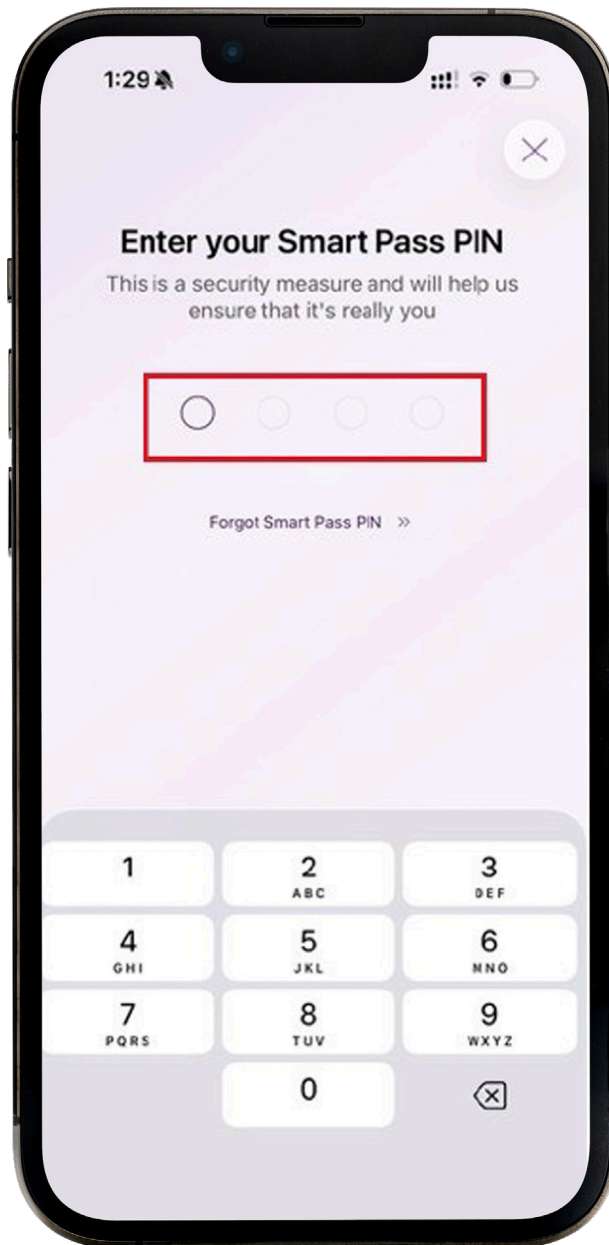 1:29
Enter your Smart Pass PIN
This is a security measure and will help us
ensure that it's really you
Forgot Smart Pass PIN »
1
2
3
ABC
DEF
4
5
6
GHI
JKL
MNO
7
8
9
PQRS
TUV
WXYZ
0